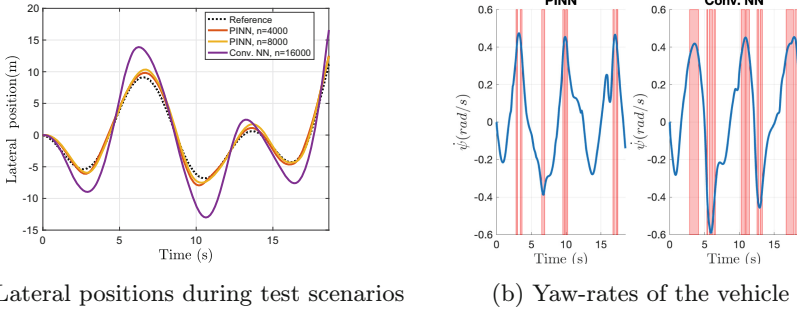 Reference
PINN, n=4000
PINN, n=8000
Conv. NN, n=16000
20
15
10
5
0
-5
-10
-15
Lateral position(m)
0
5
10
15
Time (s)
PINN
0.6
0.4
0.2
0
-0.2
-0.4
-0.6
ψ̇(rad/s)
0
5
10
15
Time (s)
Conv. NN
0.6
0.4
0.2
0
-0.2
-0.4
-0.6
ψ̇(rad/s)
0
5
10
15
Time (s)
Lateral positions during test scenarios
(b) Yaw-rates of the vehicle